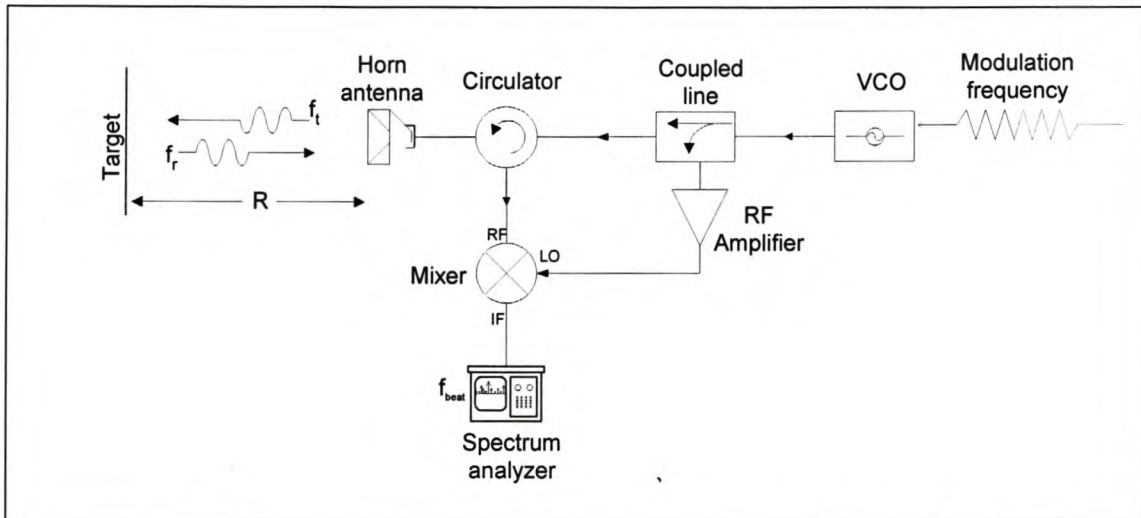 Horn
antenna
Circulator
Coupled
line
VCO
Modulation
frequency
Target
f_t
f_r
R
RF
Amplifier
RF
LO
Mixer
IF
f_beat
Spectrum
analyzer